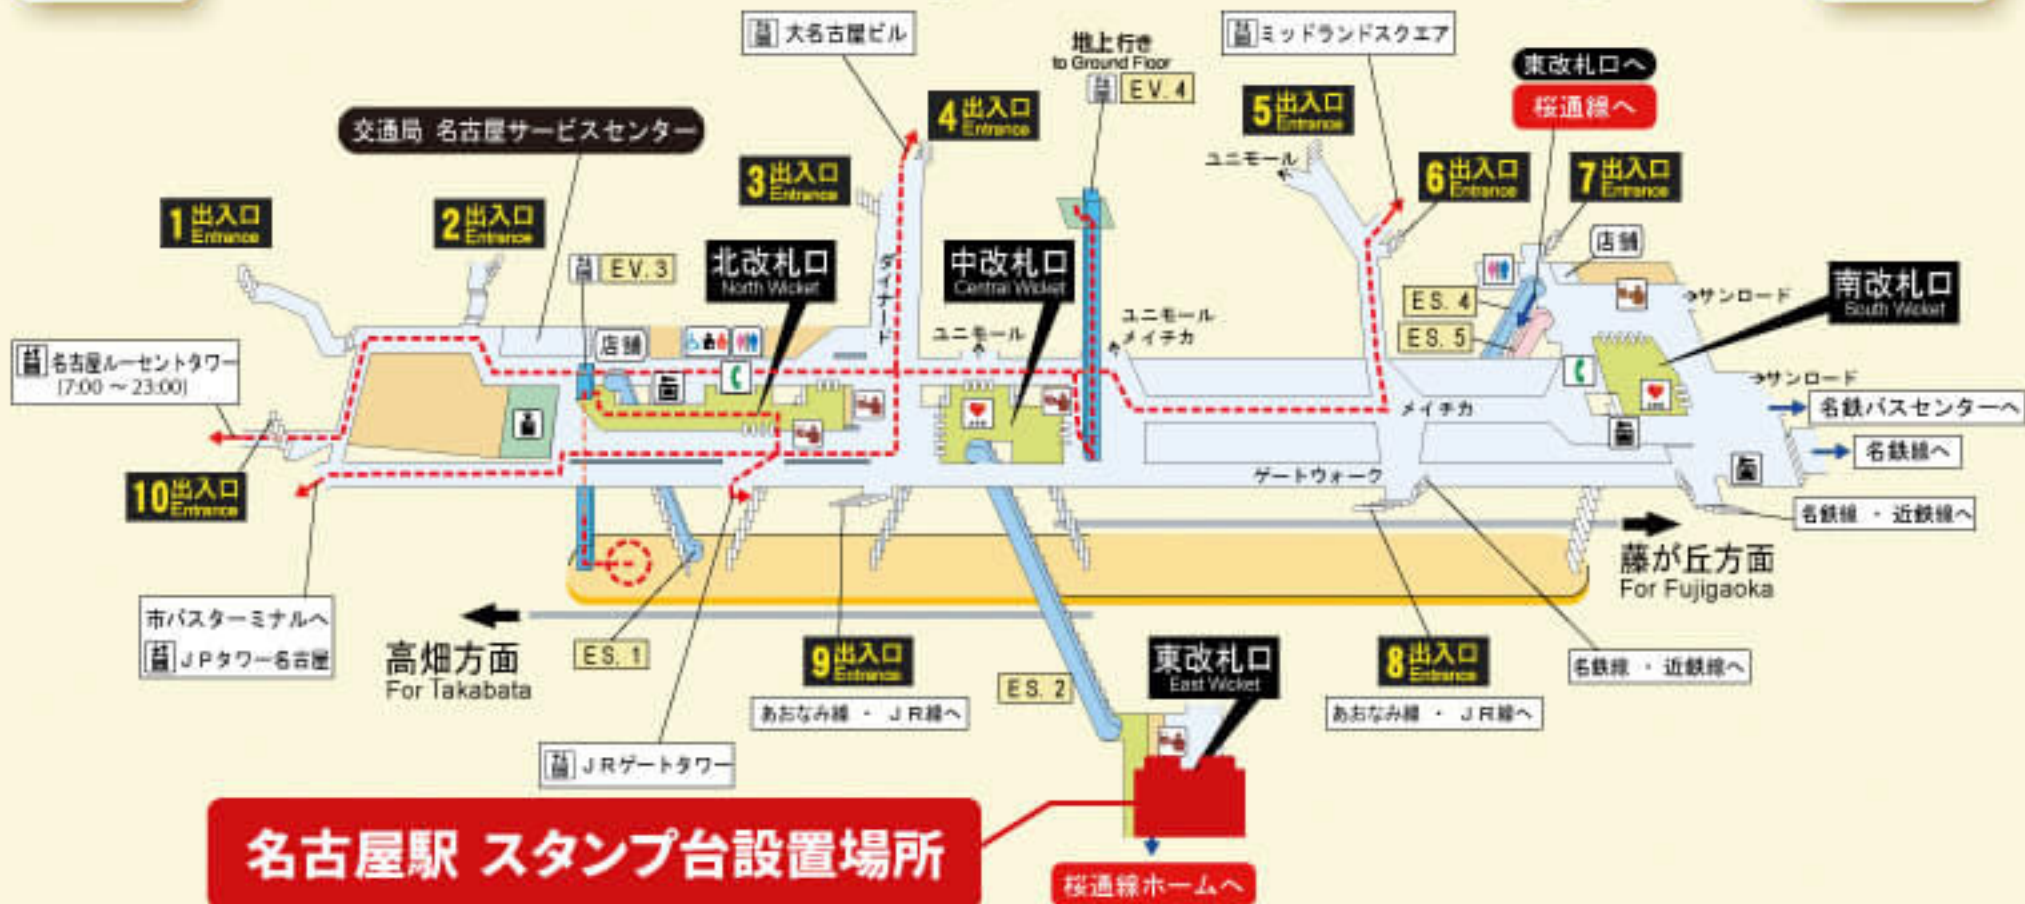 大名古屋ビル
地上行き
to Ground Floor
EV. 4
ミッドランドスクエア
東改札口へ
桜通線へ
交通局 名古屋サービスセンター
4 出入口
Entrance
5 出入口
Entrance
3 出入口
Entrance
ユニモール
6 出入口
Entrance
7 出入口
Entrance
1 出入口
Entrance
2 出入口
Entrance
EV. 3
北改札口
North Wicket
ダイナード
中改札口
Central Wicket
店舗
ES. 4
ES. 5
サンロード
南改札口
South Wicket
名古屋ルーセントタワー
(7:00 ～ 23:00)
店舗
ユニモール
ユニモール
メイチカ
サンロード
メイチカ
名鉄バスセンターへ
名鉄線へ
10 出入口
Entrance
ゲートウォーク
名鉄線 ・ 近鉄線へ
藤が丘方面
For Fujigaoka
市バスターミナルへ
JPタワー名古屋
高畑方面
For Takabata
ES. 1
9 出入口
Entrance
あおなみ線 ・ JR線へ
ES. 2
東改札口
East Wicket
8 出入口
Entrance
あおなみ線 ・ JR線へ
名鉄線 ・ 近鉄線へ
JRゲートタワー
名古屋駅 スタンプ台設置場所
桜通線ホームへ